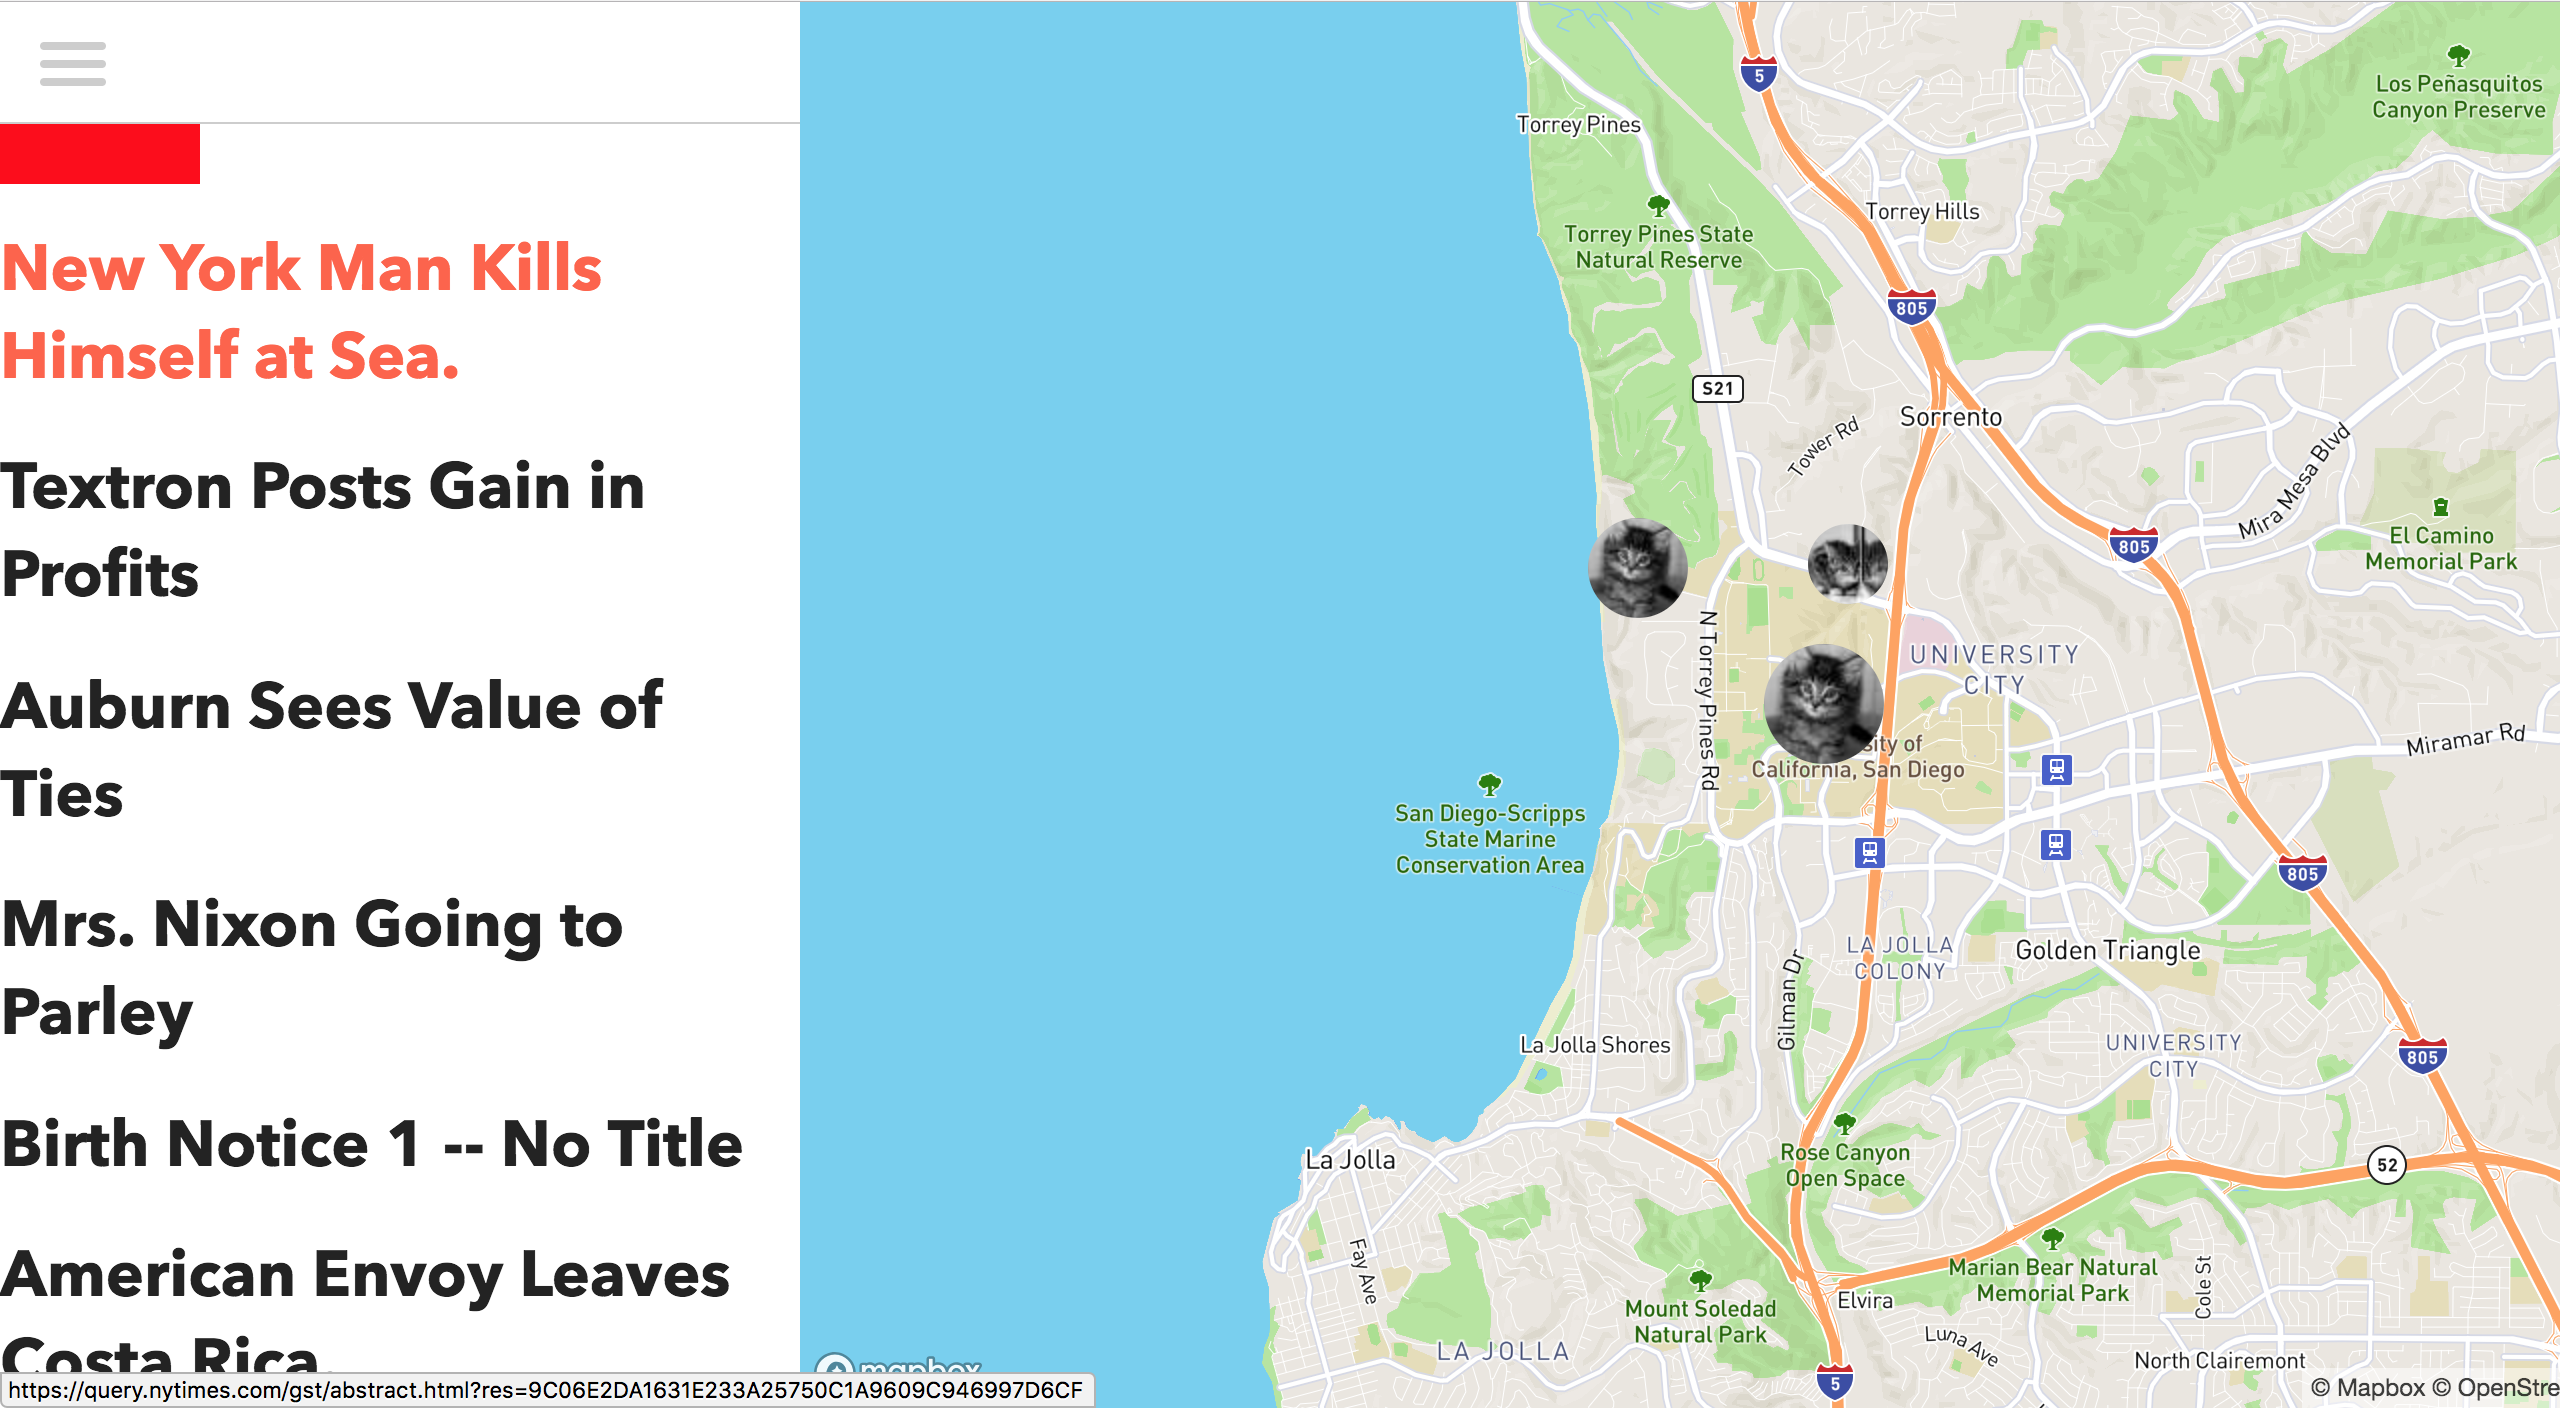 New York Man Kills
Himself at Sea.
Textron Posts Gain in
Profits
Auburn Sees Value of
Ties
Mrs. Nixon Going to
Parley
Birth Notice 1 -- No Title
American Envoy Leaves
Costa Rica.
https://query.nytimes.com/gst/abstract.html?res=9C06E2DA1631E233A25750C1A9609C946997D6CF
5
Los Peñasquitos
Canyon Preserve
Torrey Pines
Torrey Hills
Torrey Pines State
Natural Reserve
805
S21
Sorrento
Tower Rd
Mira Mesa Blvd
805
El Camino
Memorial Park
N Torrey Pines Rd
UNIVERSITY
CITY
sity of
California, San Diego
Miramar Rd
San Diego-Scripps
State Marine
Conservation Area
805
LA JOLLA
COLONY
Golden Triangle
Gilman Dr
La Jolla Shores
UNIVERSITY
CITY
805
La Jolla
Rose Canyon
Open Space
52
Fay Ave
Marian Bear Natural
Memorial Park
Cole St
Mount Soledad
Natural Park
Elvira
Luna Ave
LA JOLLA
North Clairemont
5
mapbox
© Mapbox © OpenStre